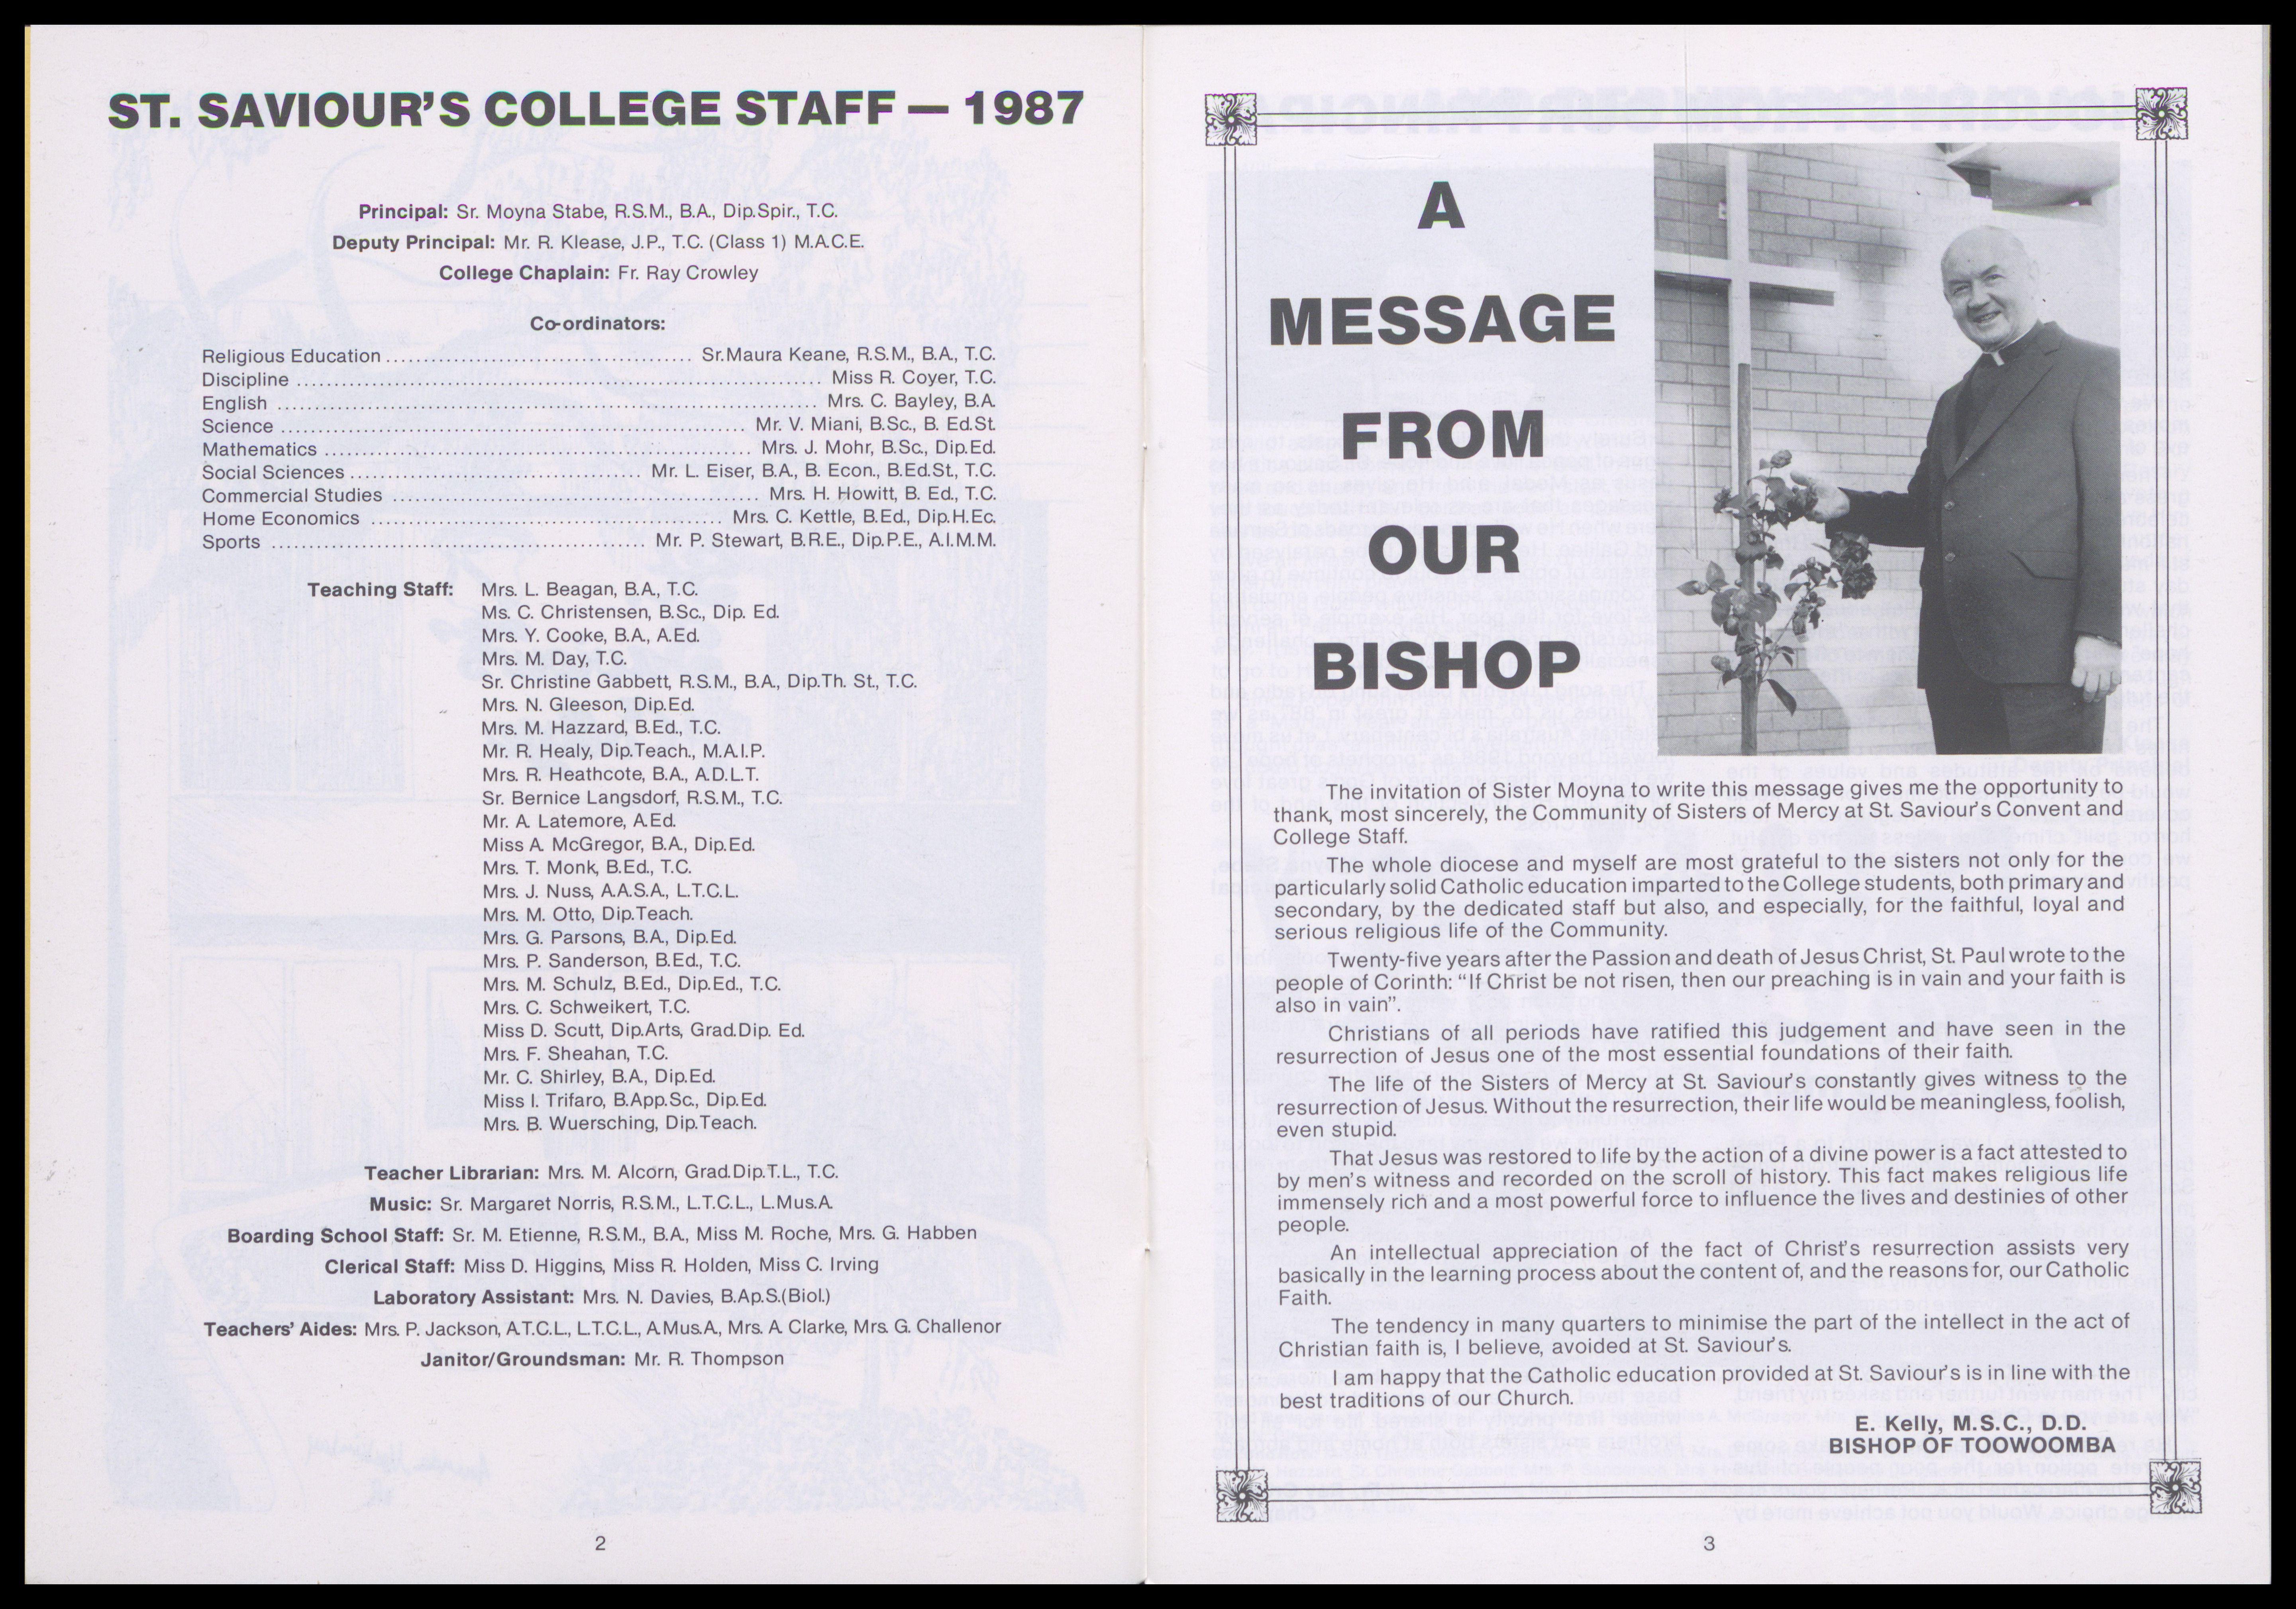 ST. SAVIOUR'S COLLEGE STAFF — 1987
Principal: Sr. Moyna Stabe, R.S.M., B.A., Dip.Spir., T.C.
Deputy Principal: Mr. R. Klease, J.P., T.C. (Class 1) M.A.C.E.
College Chaplain: Fr. Ray Crowley
Co-ordinators:
Religious Education ........................................ Sr.Maura Keane, R.S.M., B.A., T.C.
Discipline ..................................................................... Miss R. Coyer, T.C.
English ....................................................................... Mrs. C. Bayley, B.A.
Science ............................................................. Mr. V. Miani, B.Sc., B. Ed.St.
Mathematics ........................................................ Mrs. J. Mohr, B.Sc., Dip.Ed.
Social Sciences ........................................ Mr. L. Eiser, B.A., B. Econ., B.Ed.St., T.C.
Commercial Studies ................................................ Mrs. H. Howitt, B. Ed., T.C.
Home Economics .............................................. Mrs. C. Kettle, B.Ed., Dip.H.Ec.
Sports ................................................. Mr. P. Stewart, B.R.E., Dip.P.E., A.I.M.M.
Teaching Staff: Mrs. L. Beagan, B.A., T.C.
Ms. C. Christensen, B.Sc., Dip. Ed.
Mrs. Y. Cooke, B.A., A.Ed.
Mrs. M. Day, T.C.
Sr. Christine Gabbett, R.S.M., B.A., Dip.Th. St., T.C.
Mrs. N. Gleeson, Dip.Ed.
Mrs. M. Hazzard, B.Ed., T.C.
Mr. R. Healy, Dip.Teach., M.A.I.P.
Mrs. R. Heathcote, B.A., A.D.L.T.
Sr. Bernice Langsdorf, R.S.M., T.C.
Mr. A. Latemore, A.Ed.
Miss A. McGregor, B.A., Dip.Ed.
Mrs. T. Monk, B.Ed., T.C.
Mrs. J. Nuss, A.A.S.A., L.T.C.L.
Mrs. M. Otto, Dip.Teach.
Mrs. G. Parsons, B.A., Dip.Ed.
Mrs. P. Sanderson, B.Ed., T.C.
Mrs. M. Schulz, B.Ed., Dip.Ed., T.C.
Mrs. C. Schweikert, T.C.
Miss D. Scutt, Dip.Arts, Grad.Dip. Ed.
Mrs. F. Sheahan, T.C.
Mr. C. Shirley, B.A., Dip.Ed.
Miss I. Trifaro, B.App.Sc., Dip.Ed.
Mrs. B. Wuersching, Dip.Teach.
Teacher Librarian: Mrs. M. Alcorn, Grad.Dip.T.L., T.C.
Music: Sr. Margaret Norris, R.S.M., L.T.C.L., L.Mus.A.
Boarding School Staff: Sr. M. Etienne, R.S.M., B.A., Miss M. Roche, Mrs. G. Habben
Clerical Staff: Miss D. Higgins, Miss R. Holden, Miss C. Irving
Laboratory Assistant: Mrs. N. Davies, B.Ap.S.(Biol.)
Teachers' Aides: Mrs. P. Jackson, A.T.C.L., L.T.C.L., A.Mus.A., Mrs. A. Clarke, Mrs. G. Challenor
Janitor/Groundsman: Mr. R. Thompson
2
A
MESSAGE
FROM
OUR
BISHOP
The invitation of Sister Moyna to write this message gives me the opportunity to
thank, most sincerely, the Community of Sisters of Mercy at St. Saviour's Convent and
College Staff.
The whole diocese and myself are most grateful to the sisters not only for the
particularly solid Catholic education imparted to the College students, both primary and
secondary, by the dedicated staff but also, and especially, for the faithful, loyal and
serious religious life of the Community.
Twenty-five years after the Passion and death of Jesus Christ, St. Paul wrote to the
people of Corinth: "If Christ be not risen, then our preaching is in vain and your faith is
also in vain".
Christians of all periods have ratified this judgement and have seen in the
resurrection of Jesus one of the most essential foundations of their faith.
The life of the Sisters of Mercy at St. Saviour's constantly gives witness to the
resurrection of Jesus. Without the resurrection, their life would be meaningless, foolish,
even stupid.
That Jesus was restored to life by the action of a divine power is a fact attested to
by men's witness and recorded on the scroll of history. This fact makes religious life
immensely rich and a most powerful force to influence the lives and destinies of other
people.
An intellectual appreciation of the fact of Christ's resurrection assists very
basically in the learning process about the content of, and the reasons for, our Catholic
Faith.
The tendency in many quarters to minimise the part of the intellect in the act of
Christian faith is, I believe, avoided at St. Saviour's.
I am happy that the Catholic education provided at St. Saviour's is in line with the
best traditions of our Church.
E. Kelly, M.S.C., D.D.
BISHOP OF TOOWOOMBA
3